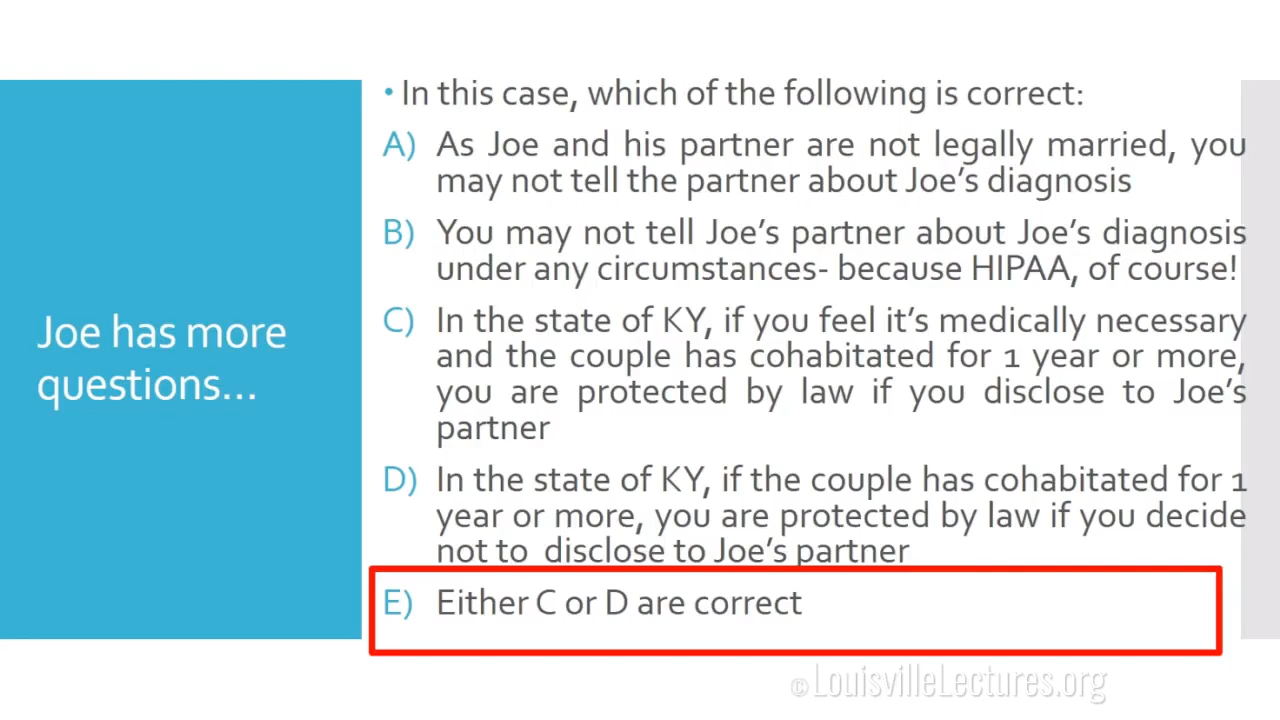 Joe has more
questions...
• In this case, which of the following is correct:
A) As Joe and his partner are not legally married, you
may not tell the partner about Joe's diagnosis
B) You may not tell Joe's partner about Joe's diagnosis
under any circumstances- because HIPAA, of course!
C) In the state of KY, if you feel it's medically necessary
and the couple has cohabitated for 1 year or more,
you are protected by law if you disclose to Joe's
partner
D) In the state of KY, if the couple has cohabitated for 1
year or more, you are protected by law if you decide
not to disclose to Joe's partner
E) Either C or D are correct
©LouisvilleLectures.org